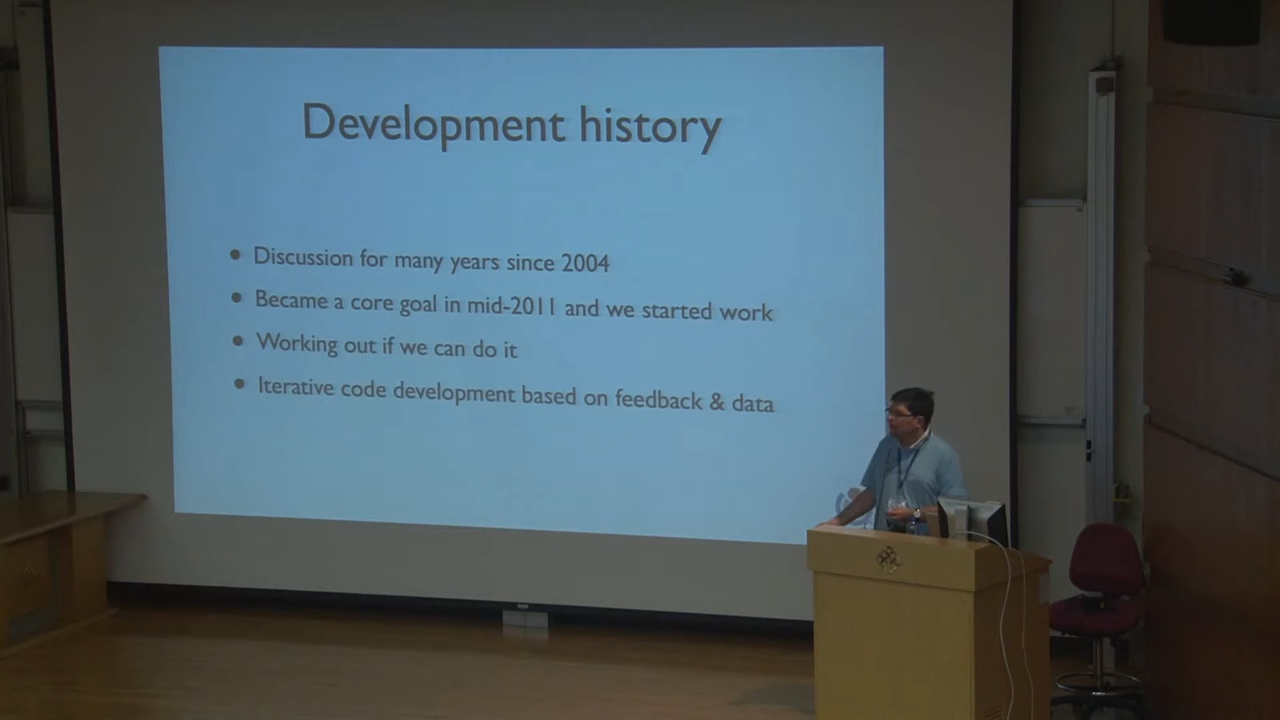 Development history
• Discussion for many years since 2004
• Became a core goal in mid-2011 and we started work
• Working out if we can do it
• Iterative code development based on feedback & data